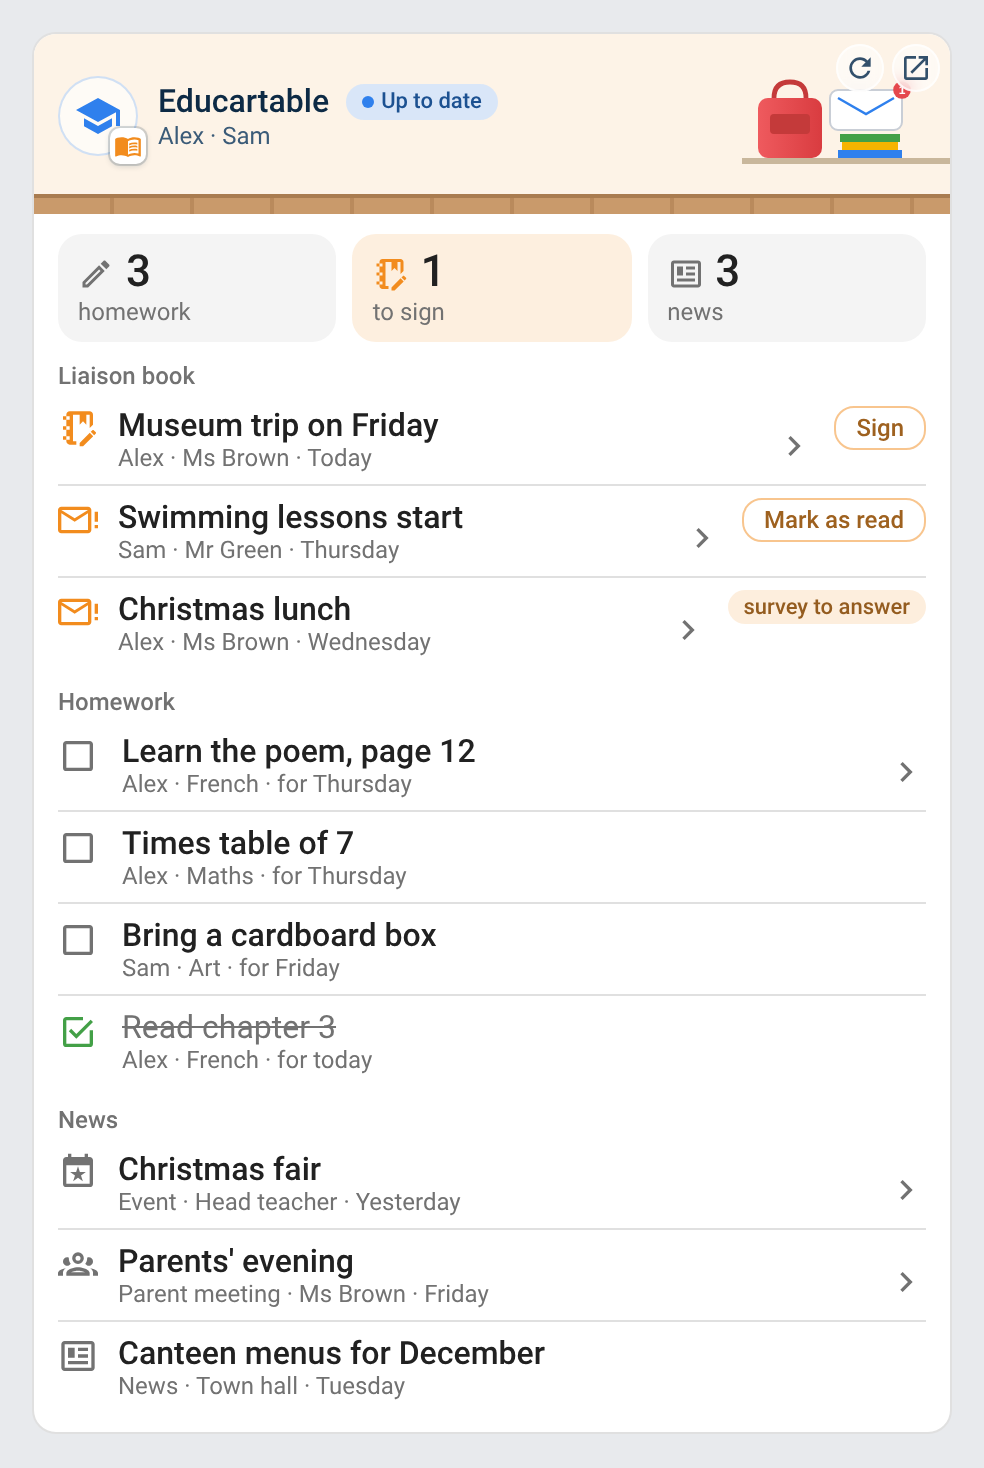 Educartable
Up to date
Alex · Sam
1
3
homework
1
to sign
3
news
Liaison book
Museum trip on Friday
Alex · Ms Brown · Today
Sign
Swimming lessons start
Sam · Mr Green · Thursday
Mark as read
Christmas lunch
Alex · Ms Brown · Wednesday
survey to answer
Homework
Learn the poem, page 12
Alex · French · for Thursday
Times table of 7
Alex · Maths · for Thursday
Bring a cardboard box
Sam · Art · for Friday
Read chapter 3
Alex · French · for today
News
Christmas fair
Event · Head teacher · Yesterday
Parents' evening
Parent meeting · Ms Brown · Friday
Canteen menus for December
News · Town hall · Tuesday